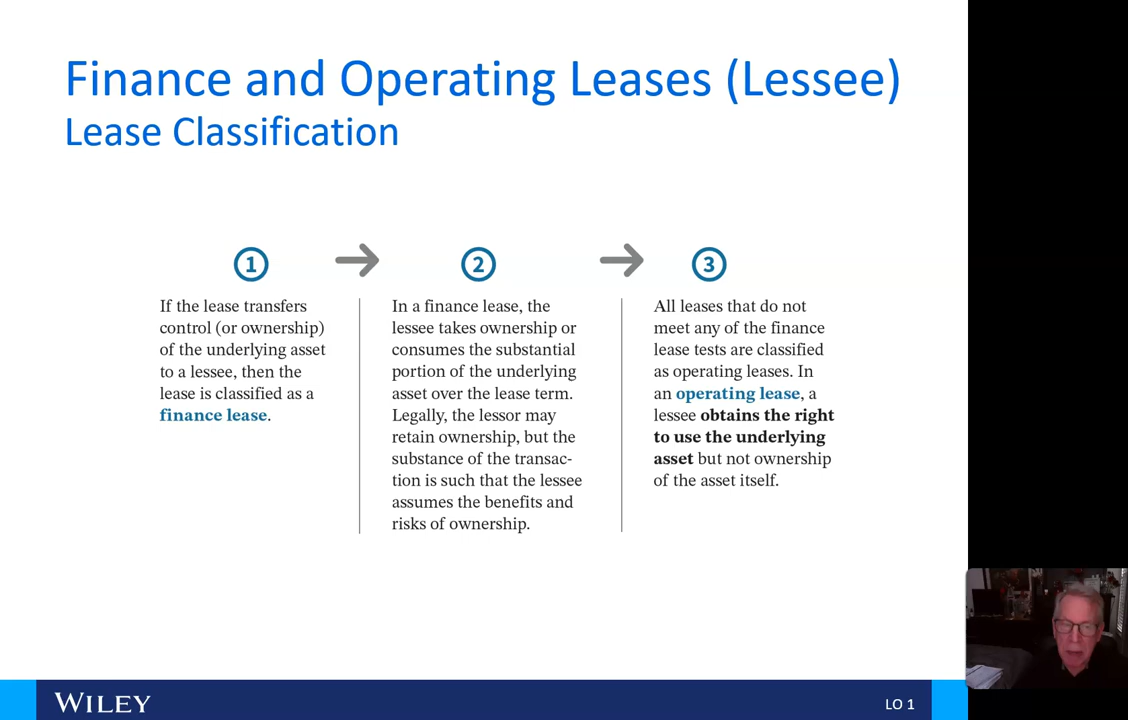 Finance and Operating Leases (Lessee)
Lease Classification
1
If the lease transfers
control (or ownership)
of the underlying asset
to a lessee, then the
lease is classified as a
finance lease.
2
In a finance lease, the
lessee takes ownership or
consumes the substantial
portion of the underlying
asset over the lease term.
Legally, the lessor may
retain ownership, but the
substance of the transac-
tion is such that the lessee
assumes the benefits and
risks of ownership.
3
All leases that do not
meet any of the finance
lease tests are classified
as operating leases. In
an operating lease, a
lessee obtains the right
to use the underlying
asset but not ownership
of the asset itself.
WILEY
LO 1